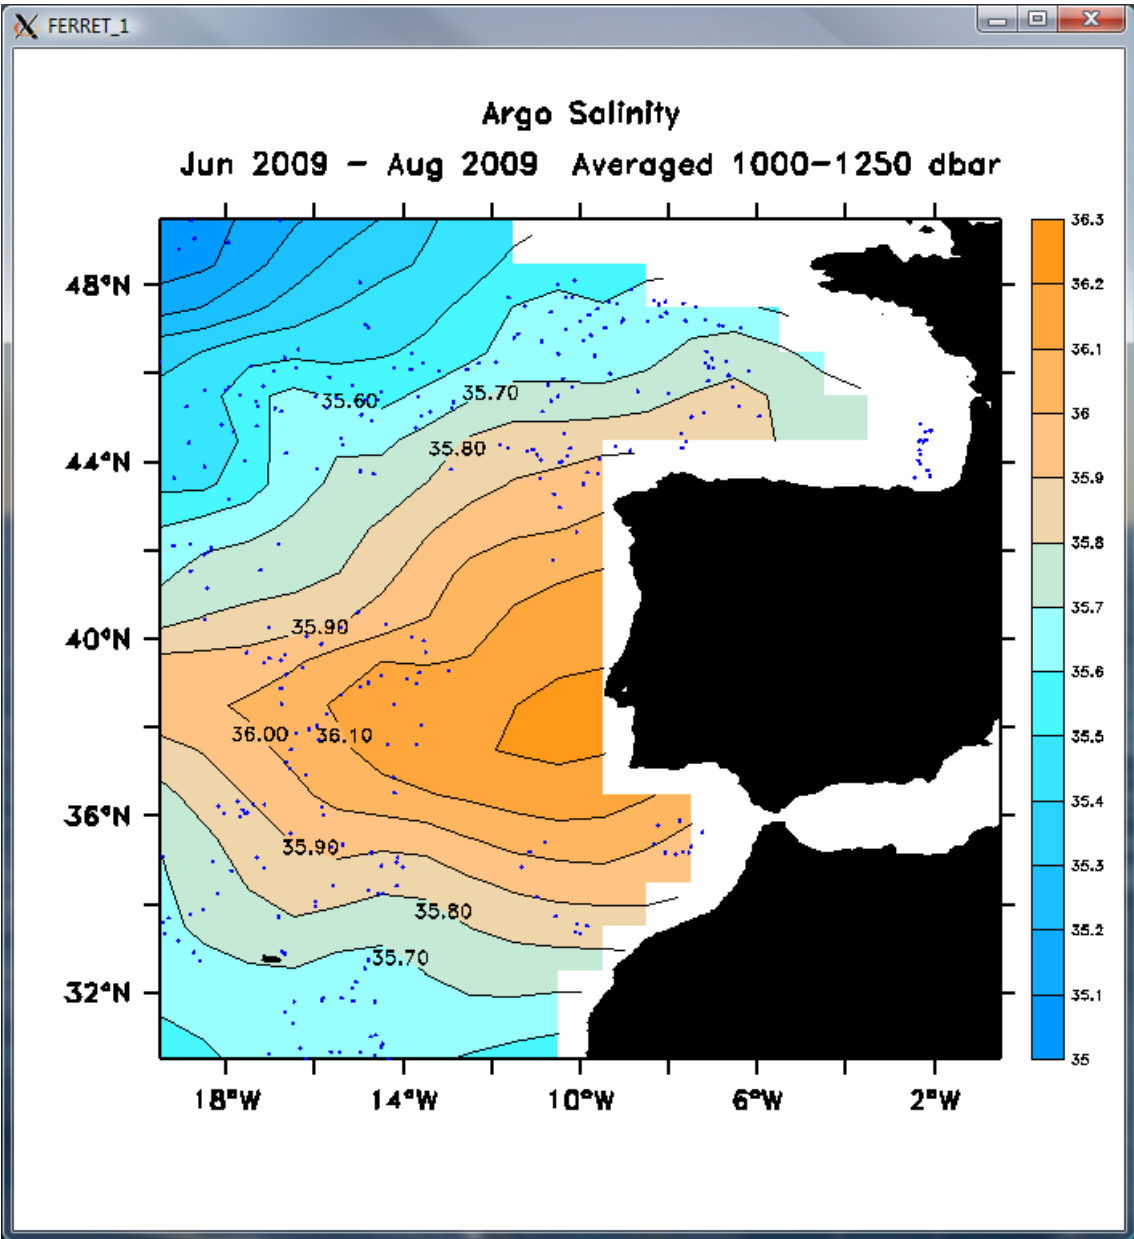 FERRET_1
Argo Salinity
Jun 2009 - Aug 2009 Averaged 1000-1250 dbar
36.3
36.2
36.1
36
35.9
35.8
35.7
35.6
35.5
35.4
35.3
35.2
35.1
35
48°N
44°N
40°N
36°N
32°N
35.60
35.70
35.80
35.90
36.00
36.10
35.90
35.80
35.70
18°W
14°W
10°W
6°W
2°W